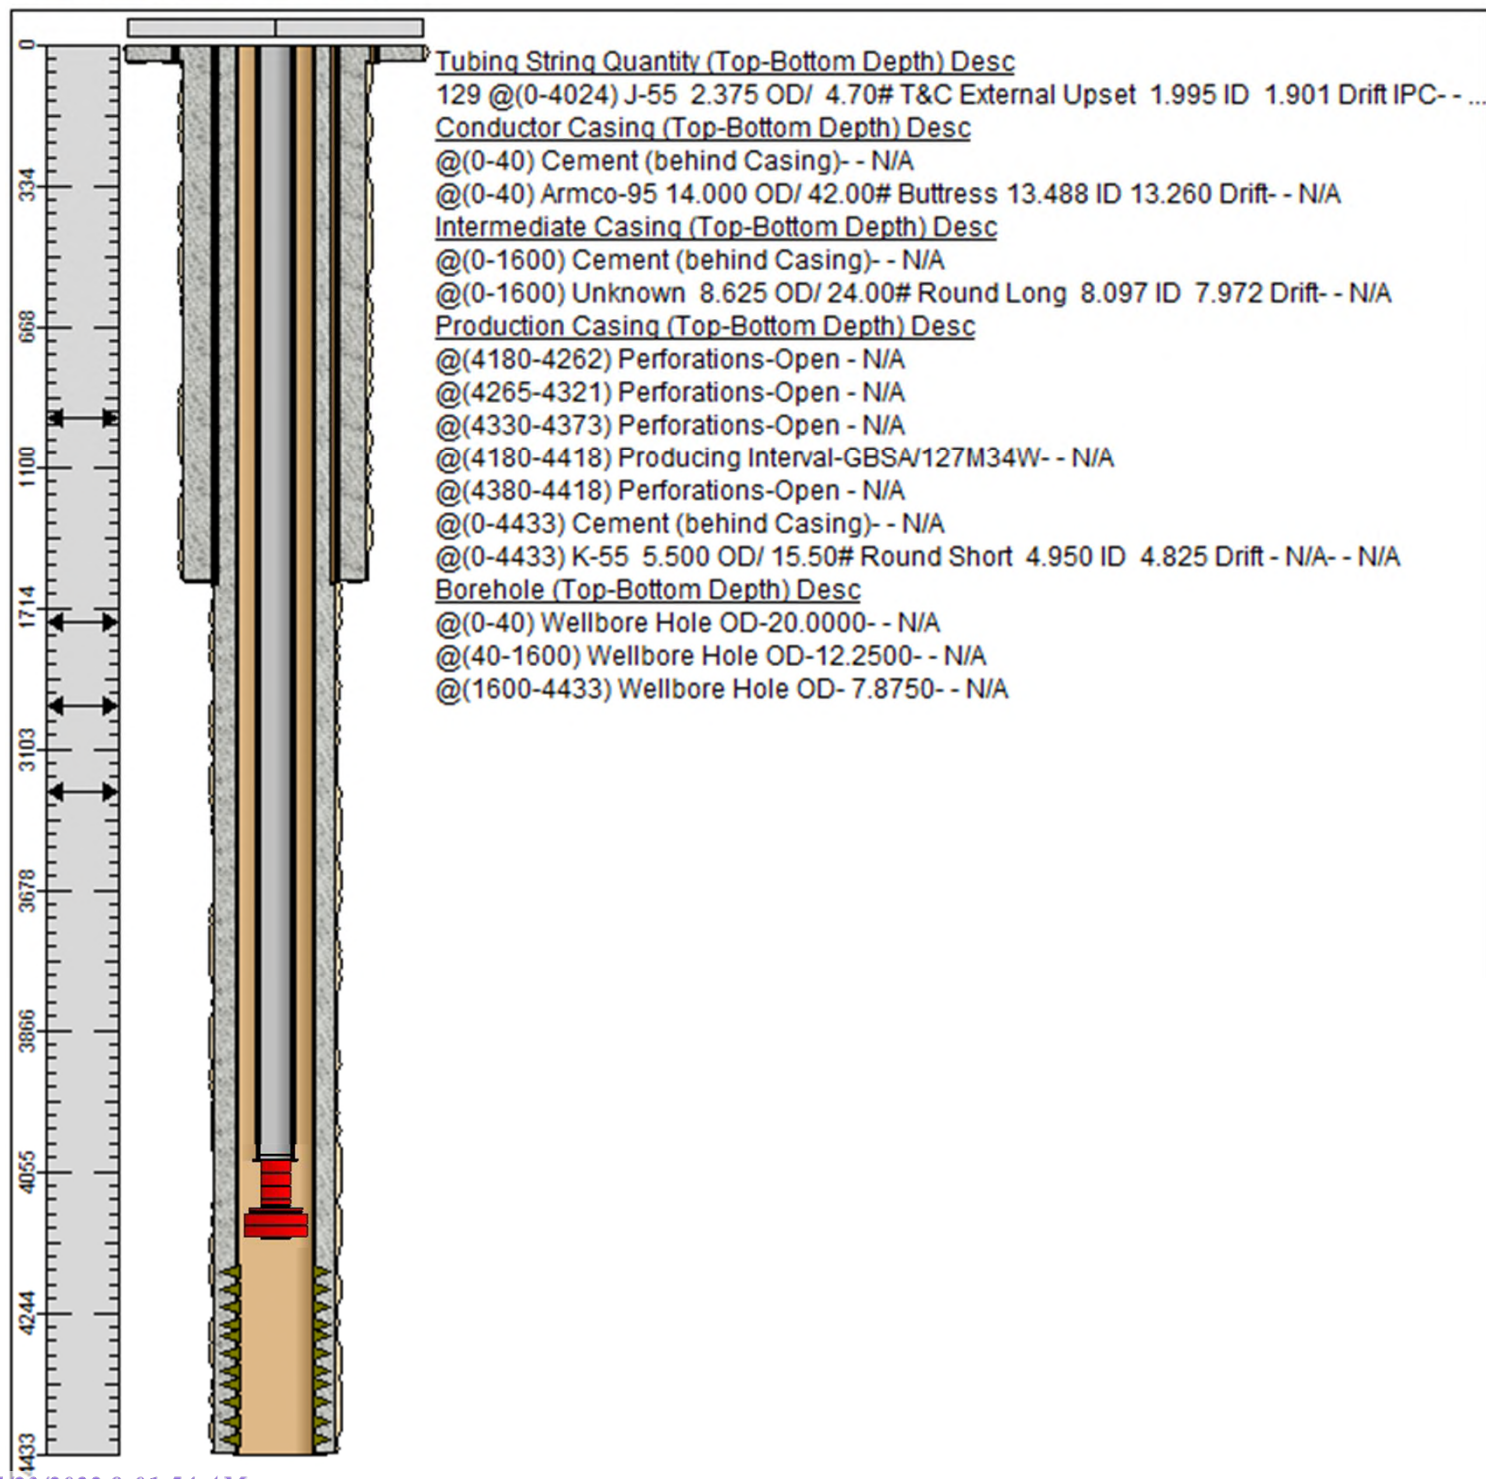 Tubing String Quantity (Top-Bottom Depth) Desc
129 @(0-4024) J-55 2.375 OD/ 4.70# T&C External Upset 1.995 ID 1.901 Drift IPC- - ...
Conductor Casing (Top-Bottom Depth) Desc
@(0-40) Cement (behind Casing)- - N/A
@(0-40) Armco-95 14.000 OD/ 42.00# Buttress 13.488 ID 13.260 Drift- - N/A
Intermediate Casing (Top-Bottom Depth) Desc
@(0-1600) Cement (behind Casing)- - N/A
@(0-1600) Unknown 8.625 OD/ 24.00# Round Long 8.097 ID 7.972 Drift- - N/A
Production Casing (Top-Bottom Depth) Desc
@(4180-4262) Perforations-Open - N/A
@(4265-4321) Perforations-Open - N/A
@(4330-4373) Perforations-Open - N/A
@(4180-4418) Producing Interval-GBSA/127M34W- - N/A
@(4380-4418) Perforations-Open - N/A
@(0-4433) Cement (behind Casing)- - N/A
@(0-4433) K-55 5.500 OD/ 15.50# Round Short 4.950 ID 4.825 Drift - N/A- - N/A
Borehole (Top-Bottom Depth) Desc
@(0-40) Wellbore Hole OD-20.0000- - N/A
@(40-1600) Wellbore Hole OD-12.2500- - N/A
@(1600-4433) Wellbore Hole OD- 7.8750- - N/A
0
334
668
1100
1714
3103
3678
3866
4055
4244
4433